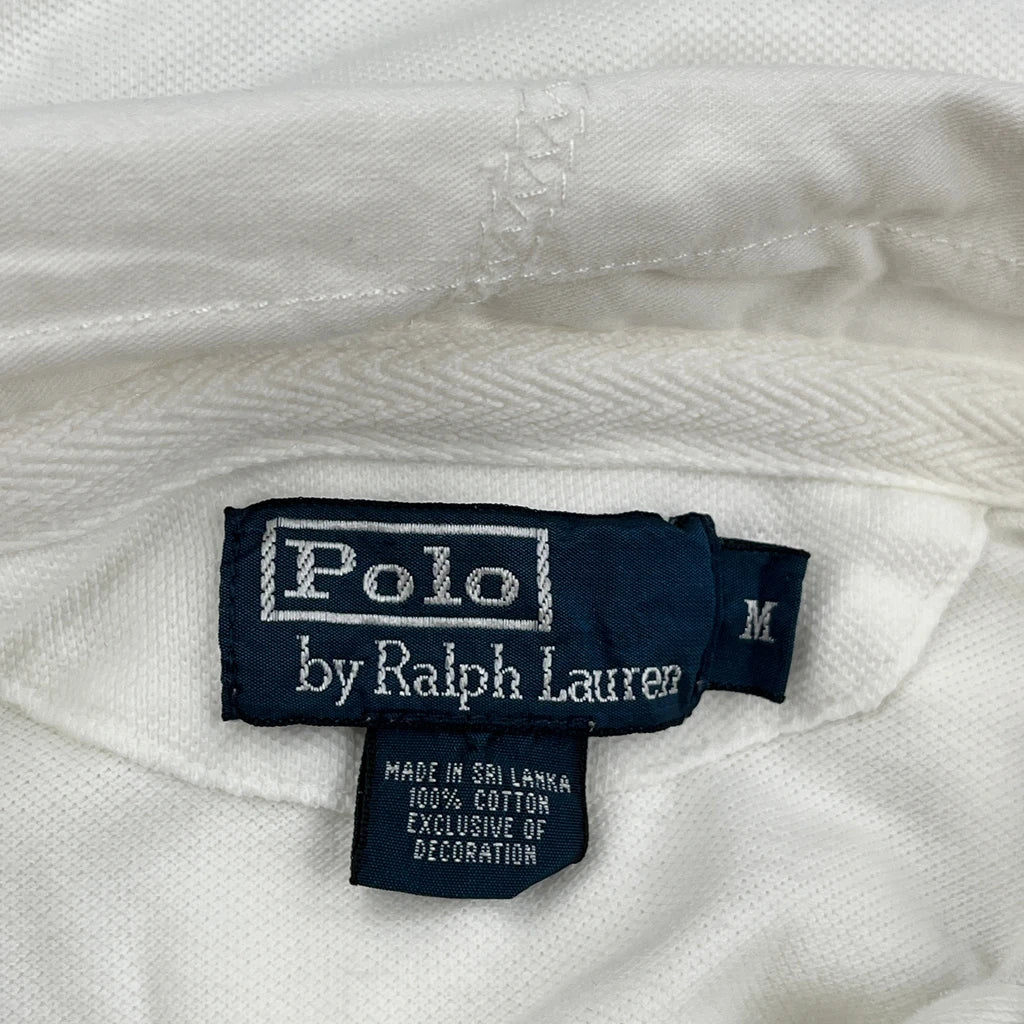 Polo
by Ralph Lauren
M
MADE IN SRI LANKA
100% COTTON
EXCLUSIVE OF
DECORATION